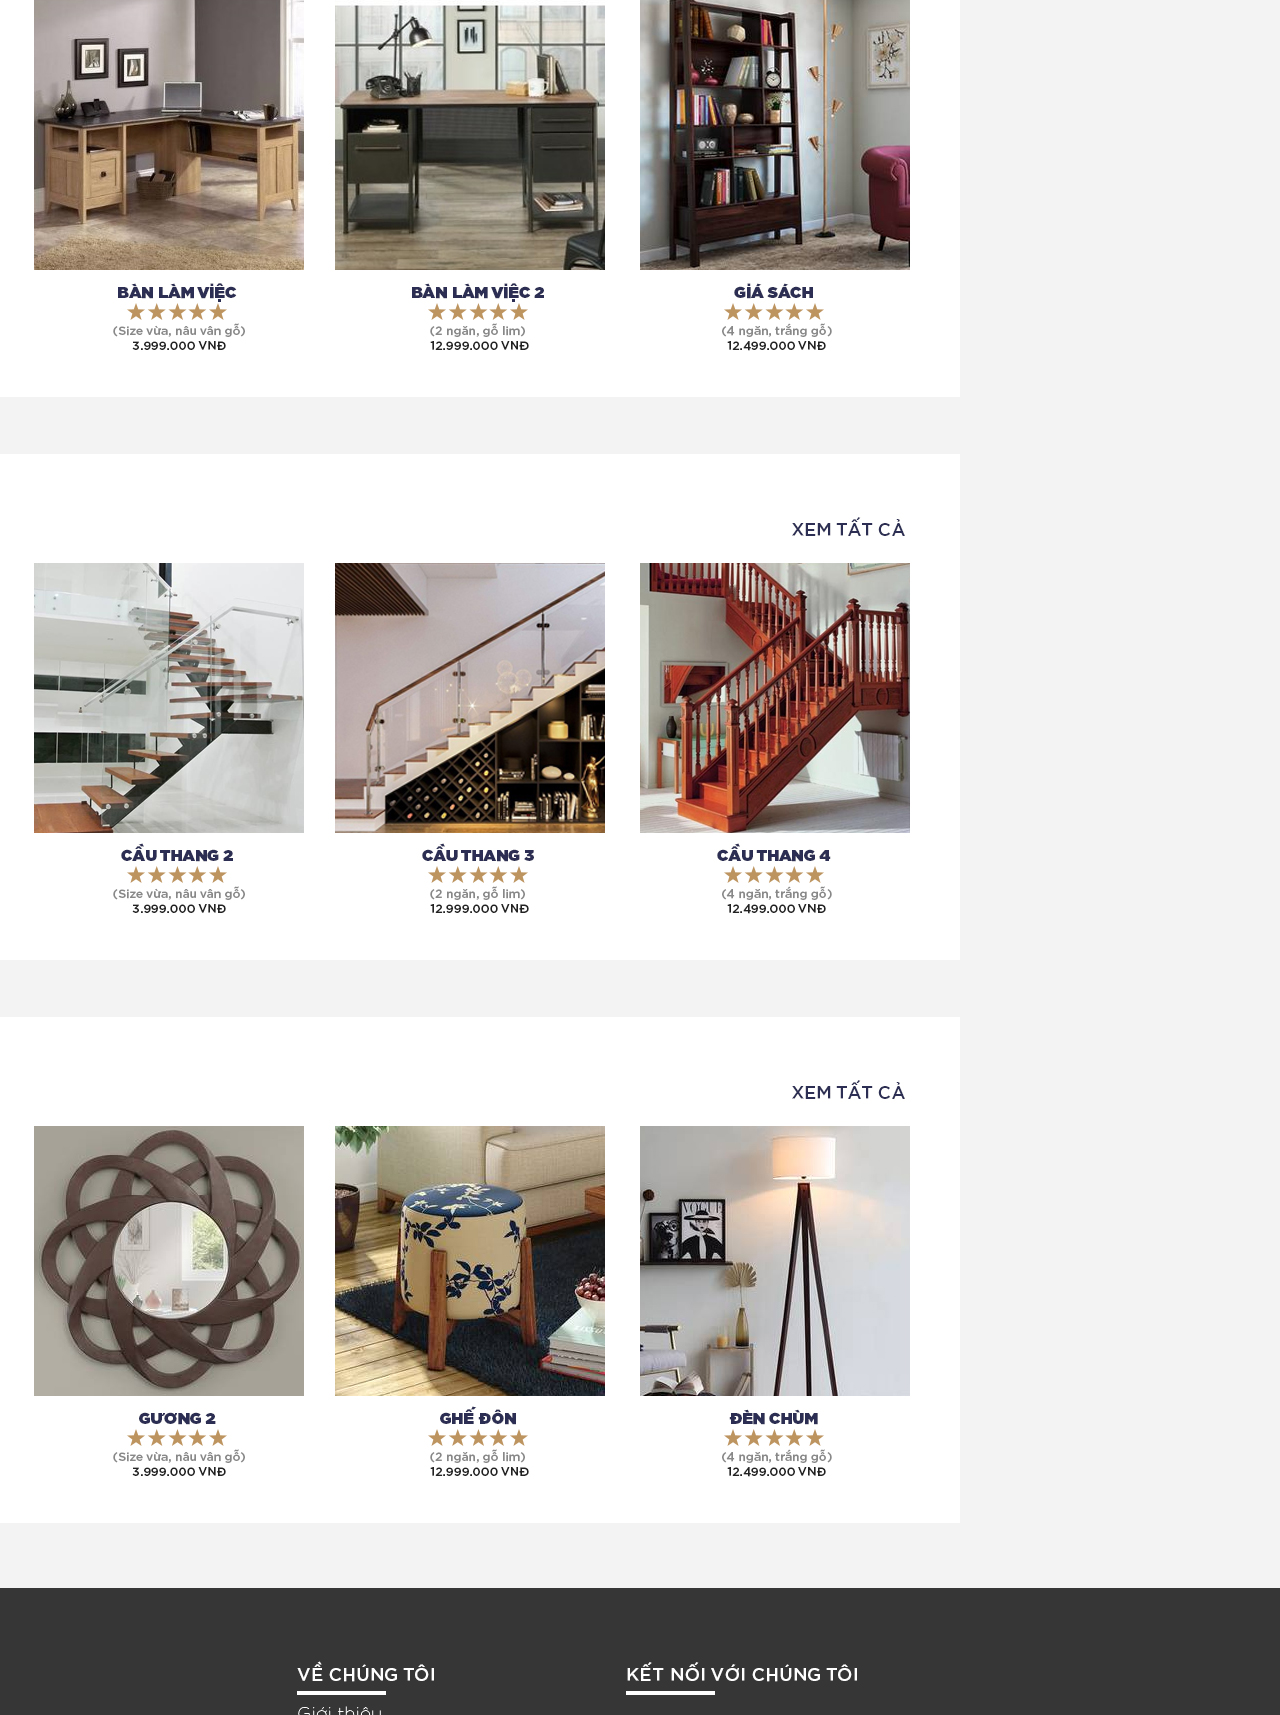 BÀN LÀM VIỆC
(Size vừa, nâu vân gỗ)
3.999.000 VNĐ
BÀN LÀM VIỆC 2
(2 ngăn, gỗ lim)
12.999.000 VNĐ
GIÁ SÁCH
(4 ngăn, trắng gỗ)
12.499.000 VNĐ
XEM TẤT CẢ
CẦU THANG 2
(Size vừa, nâu vân gỗ)
3.999.000 VNĐ
CẦU THANG 3
(2 ngăn, gỗ lim)
12.999.000 VNĐ
CẦU THANG 4
(4 ngăn, trắng gỗ)
12.499.000 VNĐ
XEM TẤT CẢ
VOGUE
GƯƠNG 2
(Size vừa, nâu vân gỗ)
3.999.000 VNĐ
GHẾ ĐÔN
(2 ngăn, gỗ lim)
12.999.000 VNĐ
ĐÈN CHÙM
(4 ngăn, trắng gỗ)
12.499.000 VNĐ
VỀ CHÚNG TÔI
Giới thiệu
KẾT NỐI VỚI CHÚNG TÔI